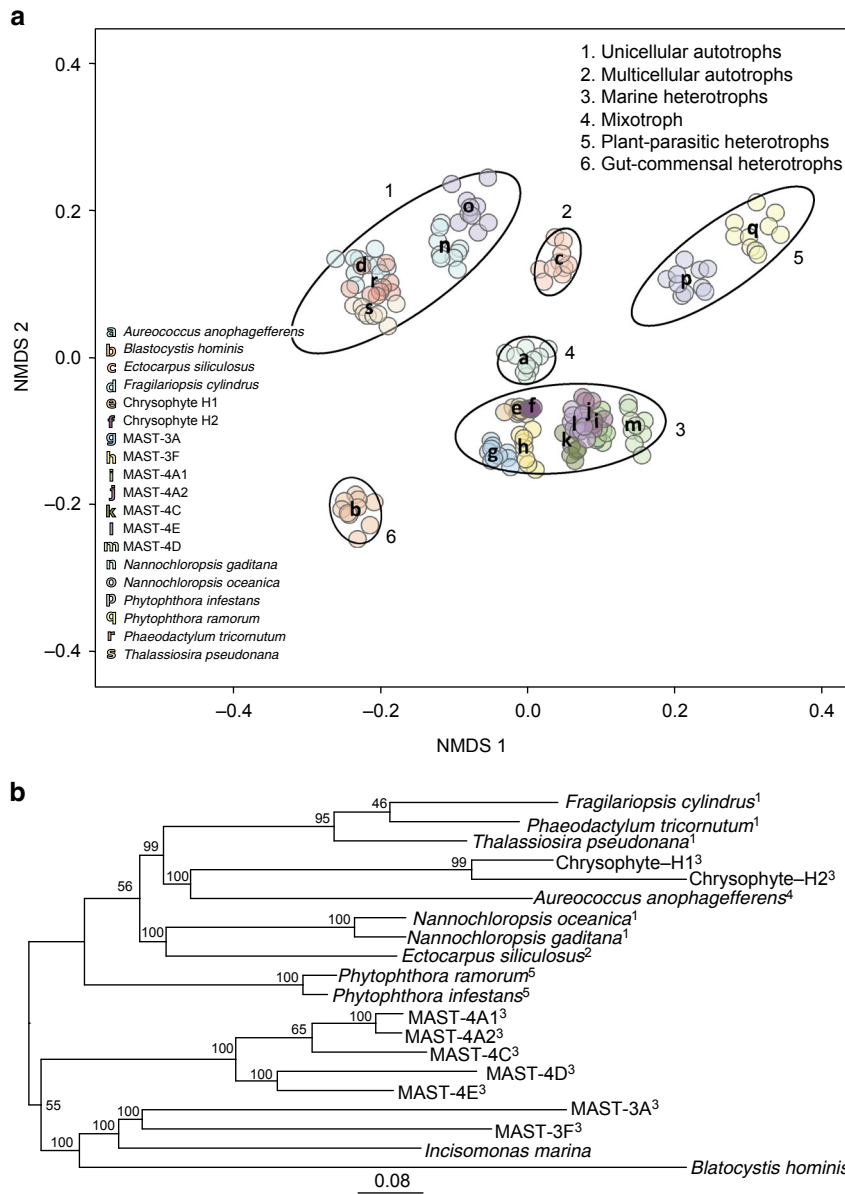 a
1. Unicellular autotrophs
2. Multicellular autotrophs
3. Marine heterotrophs
4. Mixotroph
5. Plant-parasitic heterotrophs
6. Gut-commensal heterotrophs
0.4
0.2
0.0
–0.2
–0.4
NMDS 2
1
2
5
4
3
6
o
n
d
r
s
c
q
p
a
e f
j
l i
m
k
h
g
b
a Aureococcus anophagefferens
b Blastocystis hominis
c Ectocarpus siliculosus
d Fragilariopsis cylindrus
e Chrysophyte H1
f Chrysophyte H2
g MAST-3A
h MAST-3F
i MAST-4A1
j MAST-4A2
k MAST-4C
l MAST-4E
m MAST-4D
n Nannochloropsis gaditana
o Nannochloropsis oceanica
p Phytophthora infestans
q Phytophthora ramorum
r Phaeodactylum tricornutum
s Thalassiosira pseudonana
–0.4 –0.2 0.0 0.2 0.4
NMDS 1
b
46 Fragilariopsis cylindrus¹
95 Phaeodactylum tricornutum¹
Thalassiosira pseudonana¹
99
99 Chrysophyte–H1³
Chrysophyte–H2³
100
Aureococcus anophagefferens⁴
56
100 Nannochloropsis oceanica¹
Nannochloropsis gaditana¹
100
Ectocarpus siliculosus²
100 Phytophthora ramorum⁵
Phytophthora infestans⁵
100 MAST-4A1³
65 MAST-4A2³
MAST-4C³
100
100 MAST-4D³
MAST-4E³
55
100 MAST-3A³
100 MAST-3F³
100 Incisomonas marina
Blatocystis hominis
0.08